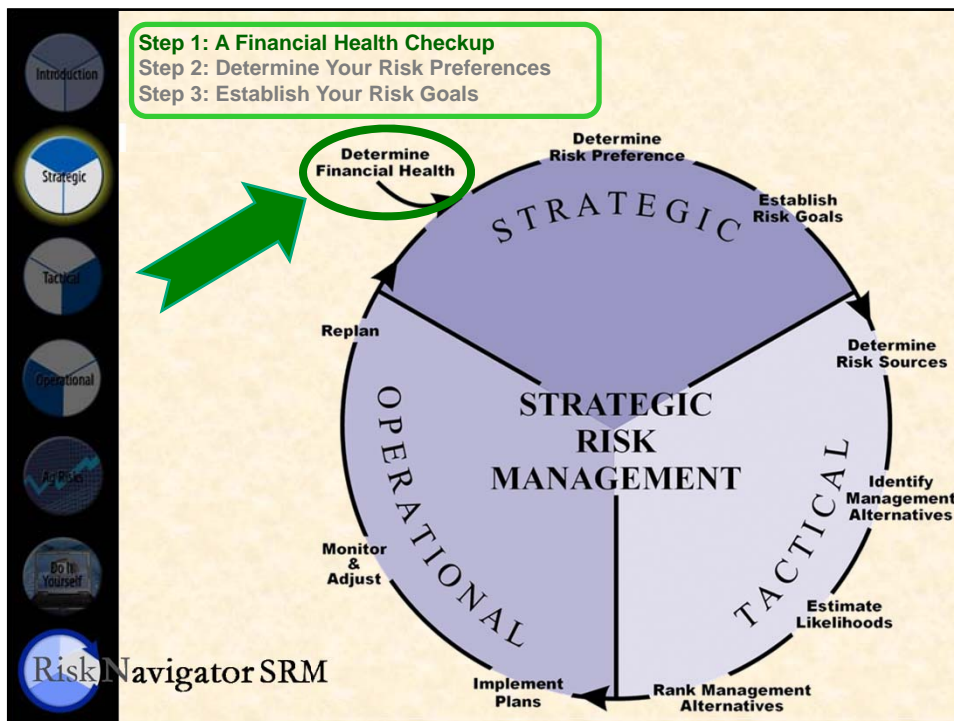 Step 1: A Financial Health Checkup
Step 2: Determine Your Risk Preferences
Step 3: Establish Your Risk Goals
Introduction
Strategic
Tactical
Operational
Ag Risks
Do It
Yourself
Risk Navigator SRM
Determine
Financial Health
Determine
Risk Preference
Establish
Risk Goals
STRATEGIC
Determine
Risk Sources
Identify
Management
Alternatives
Estimate
Likelihoods
Rank Management
Alternatives
TACTICAL
Implement
Plans
Monitor
&
Adjust
Replan
OPERATIONAL
STRATEGIC
RISK
MANAGEMENT